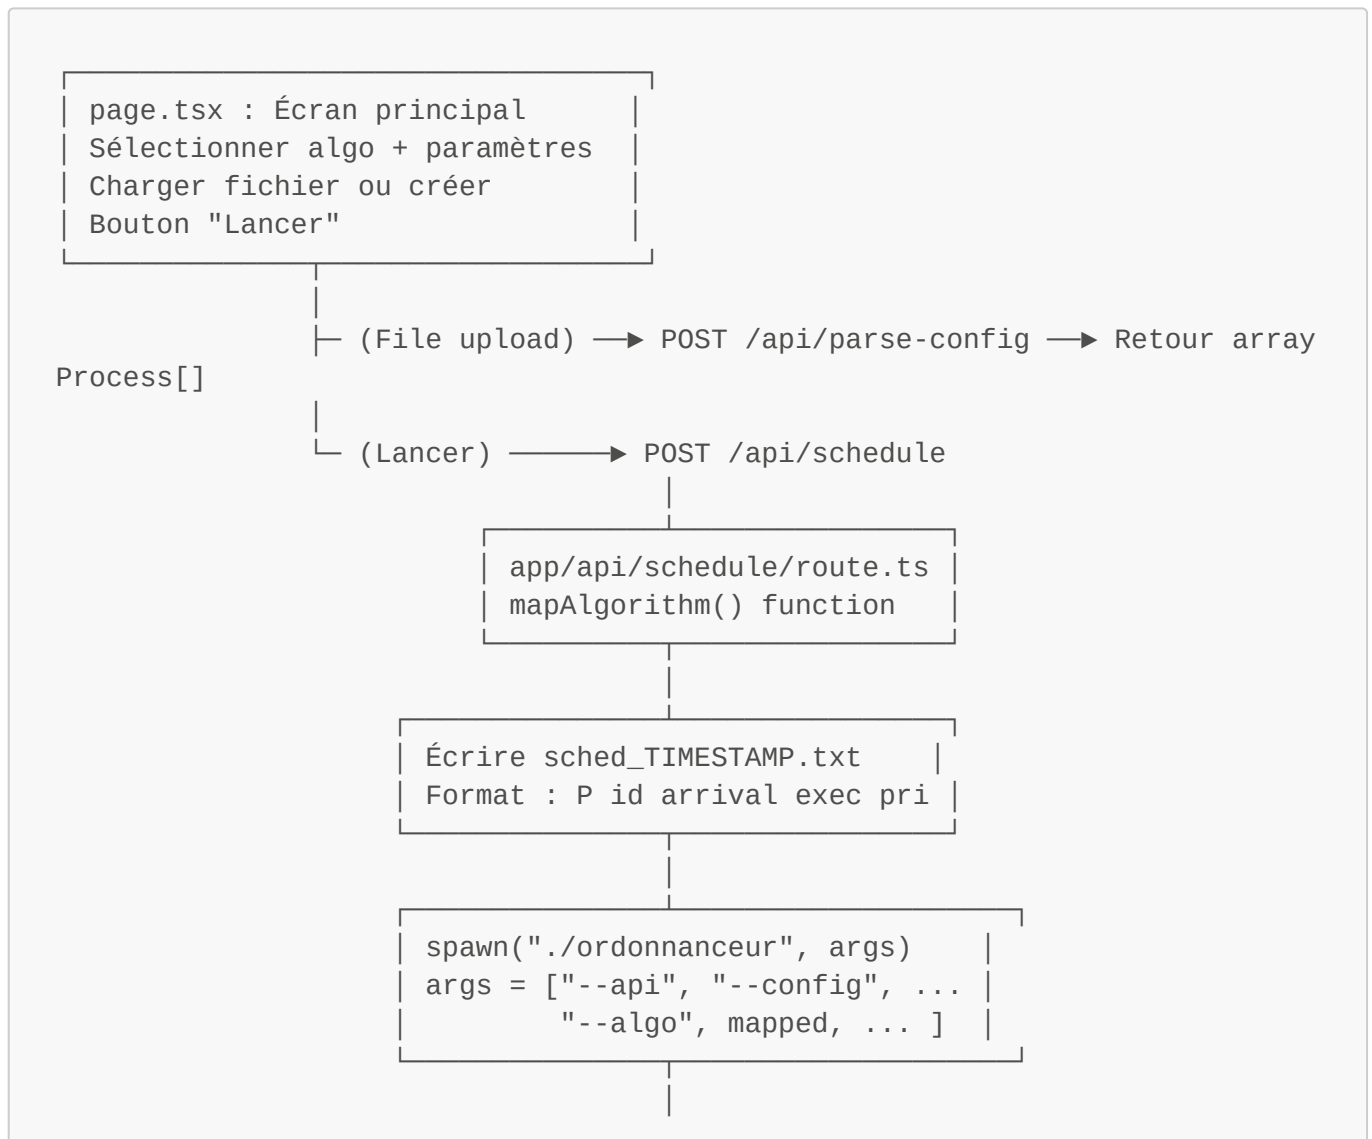 page.tsx : Écran principal
Sélectionner algo + paramètres
Charger fichier ou créer
Bouton "Lancer"
(File upload) ──► POST /api/parse-config ──► Retour array
Process[]
(Lancer) ──────► POST /api/schedule
app/api/schedule/route.ts
mapAlgorithm() function
Écrire sched_TIMESTAMP.txt
Format : P id arrival exec pri
spawn("./ordonnanceur", args)
args = ["--api", "--config", ...
"--algo", mapped, ... ]